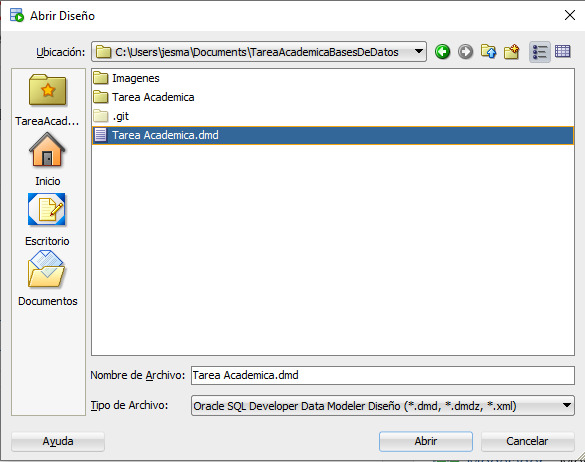 Abrir Diseño
Ubicación: C:\Users\jesma\Documents\TareaAcademicaBasesDeDatos
TareaAcad...
Inicio
Escritorio
Documentos
Imagenes
Tarea Academica
.git
Tarea Academica.dmd
Nombre de Archivo: Tarea Academica.dmd
Tipo de Archivo: Oracle SQL Developer Data Modeler Diseño (*.dmd, *.dmdz, *.xml)
Ayuda Abrir Cancelar